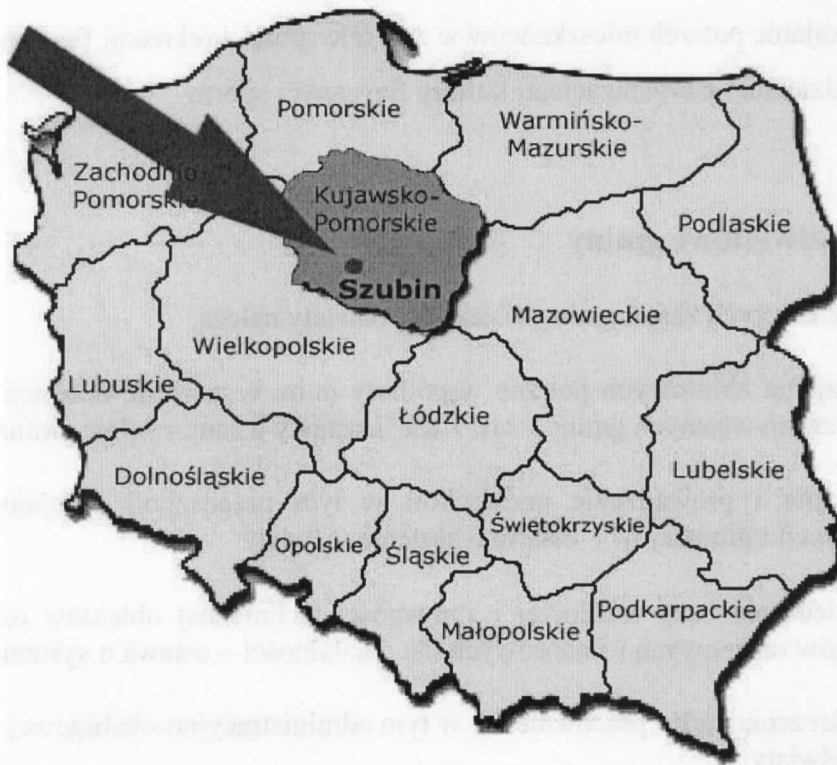 Pomorskie
Warmińsko-
Mazurskie
Zachodnio-
Pomorskie
Kujawsko-
Pomorskie
Podlaskie
Szubin
Mazowieckie
Wielkopolskie
Lubuskie
Łódzkie
Dolnośląskie
Lubelskie
Świętokrzyskie
Opolskie
Śląskie
Podkarpackie
Małopolskie